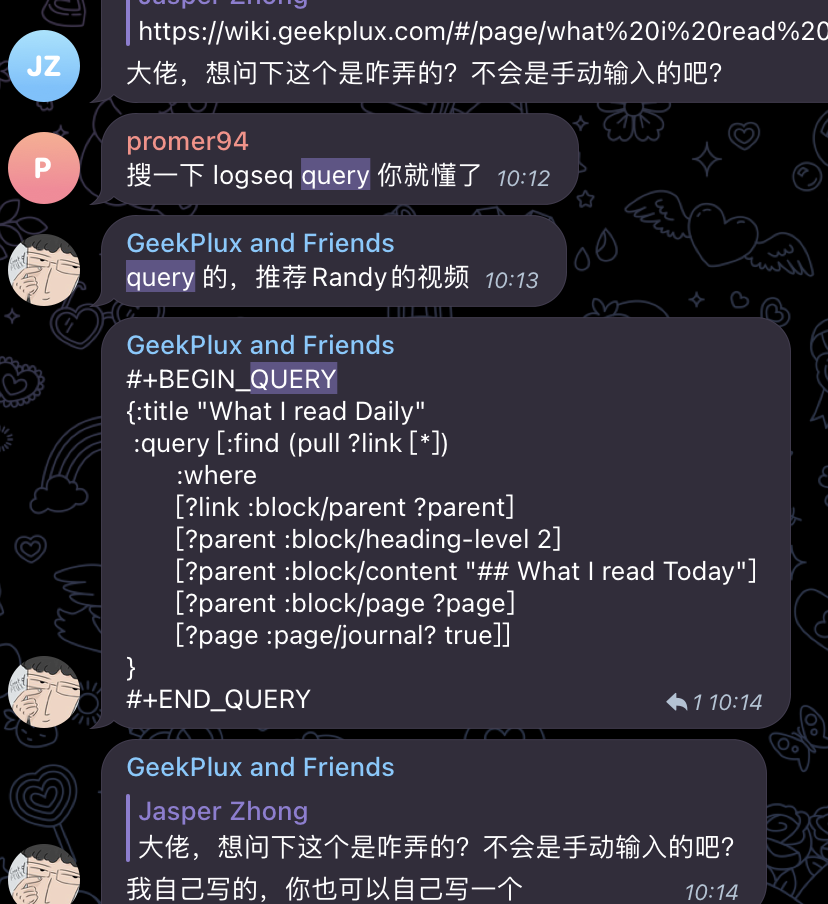 Jasper Zhong
https://wiki.geekplux.com/#/page/what%20i%20read%20
大佬，想问下这个是咋弄的？不会是手动输入的吧？
JZ
promer94
P
搜一下 logseq query 你就懂了 10:12
GeekPlux and Friends
query 的，推荐Randy的视频 10:13
GeekPlux and Friends
#+BEGIN_QUERY
{:title "What I read Daily"
:query [:find (pull ?link [*])
:where
[?link :block/parent ?parent]
[?parent :block/heading-level 2]
[?parent :block/content "## What I read Today"]
[?parent :block/page ?page]
[?page :page/journal? true]]
}
#+END_QUERY
1 10:14
GeekPlux and Friends
Jasper Zhong
大佬，想问下这个是咋弄的？不会是手动输入的吧？
我自己写的，你也可以自己写一个 10:14